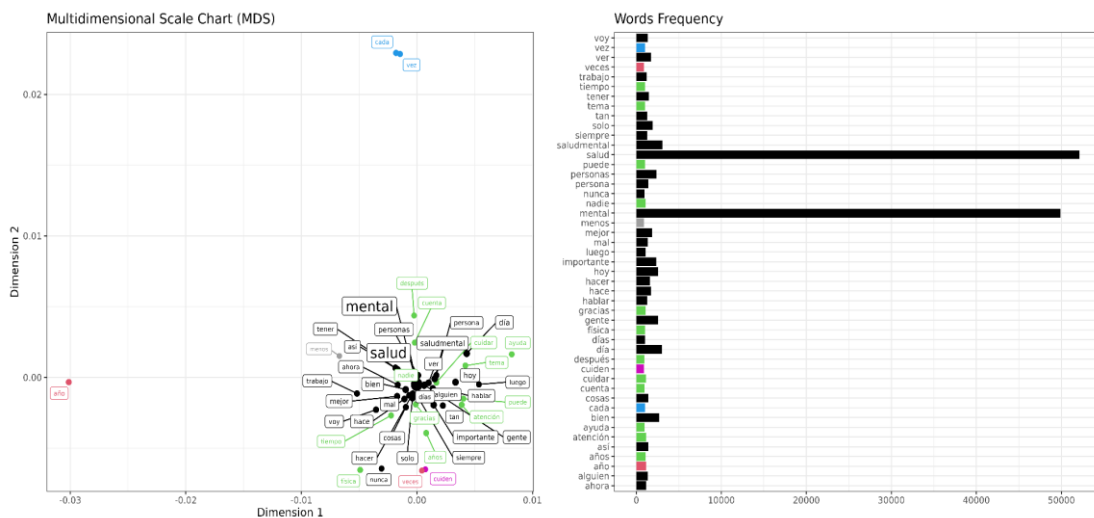 Multidimensional Scale Chart (MDS)
Dimension 2
0.02
0.01
0.00
-0.03
-0.02
-0.01
0.00
0.01
Dimension 1
cada
vez
después
mental
cuenta
tener
personas
persona
día
así
saludmental
cuidar
ayuda
menos
salud
ver
tema
ahora
nadie
hoy
luego
año
trabajo
bien
días
alguien
hablar
puede
mejor
mal
atención
voy
hace
gracias
tan
tiempo
cosas
importante
gente
hacer
solo
años
siempre
física
nunca
veces
cuiden
Words Frequency
voy
vez
ver
veces
trabajo
tiempo
tener
tema
tan
solo
siempre
saludmental
salud
puede
personas
persona
nunca
nadie
mental
menos
mejor
mal
luego
importante
hoy
hacer
hace
hablar
gracias
gente
física
días
día
después
cuiden
cuidar
cuenta
cosas
cada
bien
ayuda
atención
así
años
año
alguien
ahora
0
10000
20000
30000
40000
50000